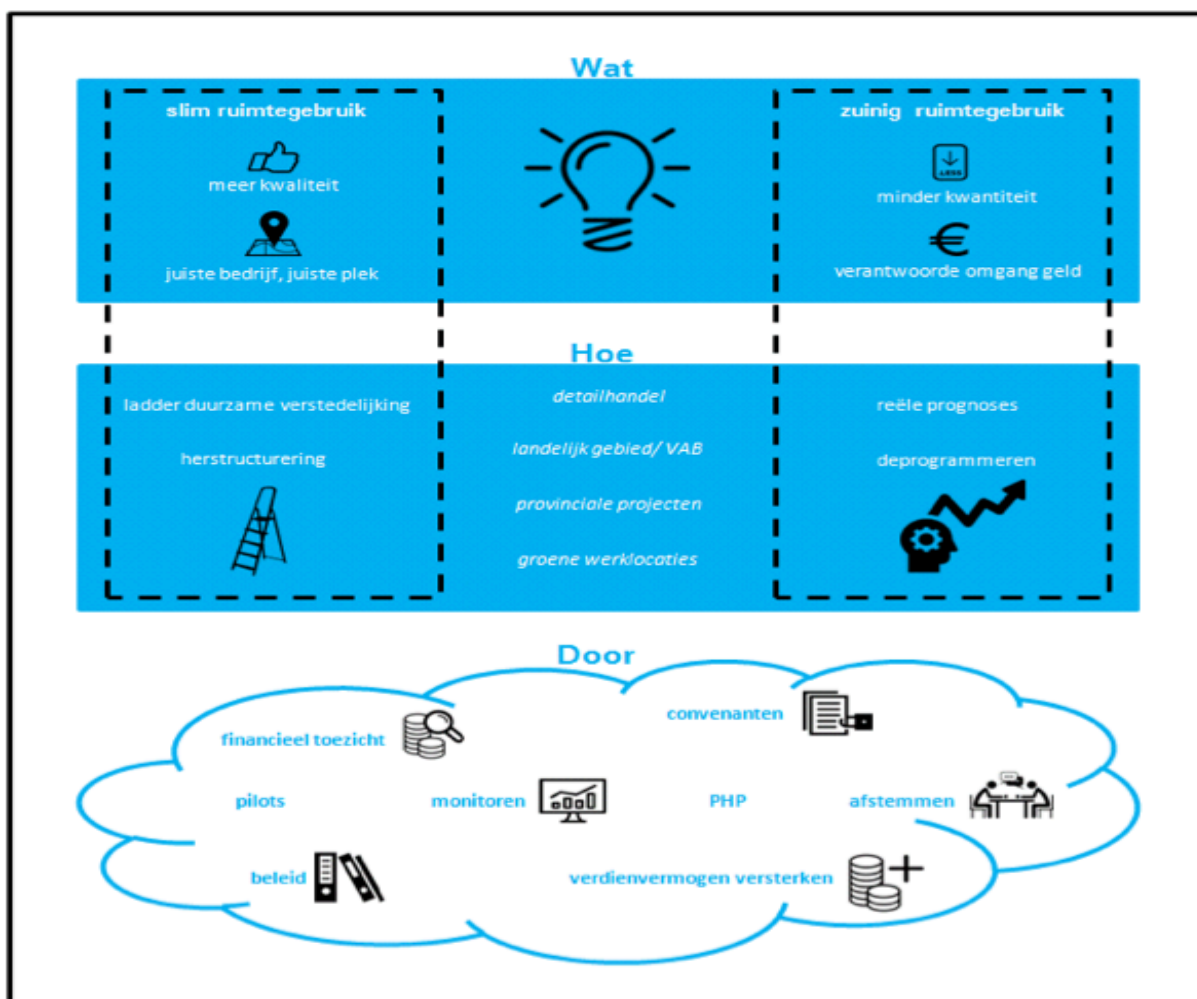 Wat
slim ruimtegebruik
meer kwaliteit
juiste bedrijf, juiste plek
zuinig ruimtegebruik
LESS
minder kwantiteit
€
verantwoorde omgang geld
Hoe
ladder duurzame verstedelijking
herstructurering
detailhandel
landelijk gebied/ VAB
provinciale projecten
groene werklocaties
reële prognoses
deprogrammeren
Door
financieel toezicht
convenanten
pilots
monitoren
PHP
afstemmen
beleid
verdienvermogen versterken